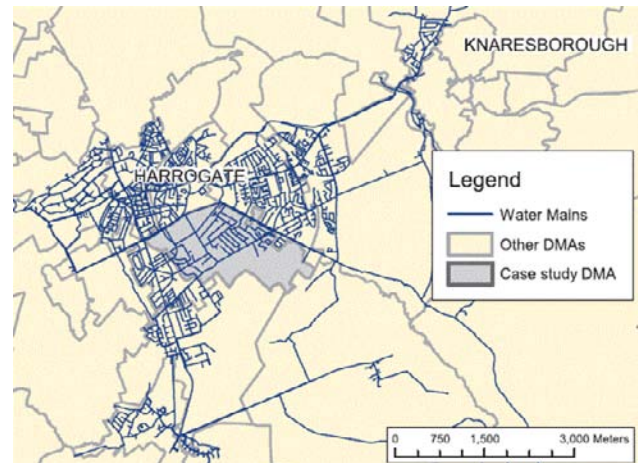 KNARESBOROUGH
HARROGATE
Legend
Water Mains
Other DMAs
Case study DMA
0 750 1,500 3,000 Meters